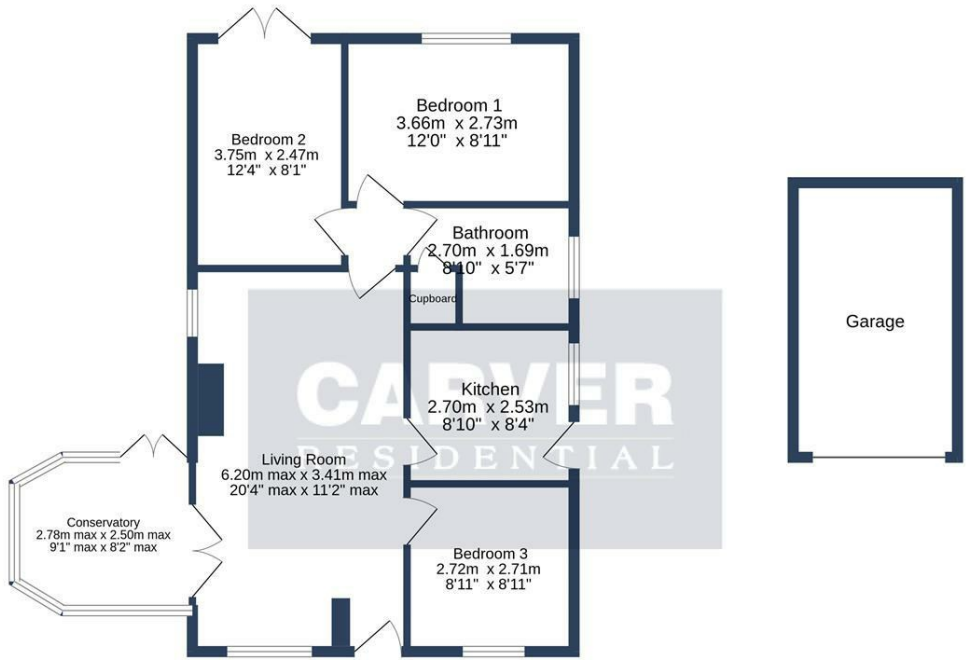 Bedroom 1
3.66m x 2.73m
12'0" x 8'11"
Bedroom 2
3.75m x 2.47m
12'4" x 8'1"
Bathroom
2.70m x 1.69m
8'10" x 5'7"
Cupboard
Garage
CARVER
RESIDENTIAL
Kitchen
2.70m x 2.53m
8'10" x 8'4"
Living Room
6.20m max x 3.41m max
20'4" max x 11'2" max
Conservatory
2.78m max x 2.50m max
9'1" max x 8'2" max
Bedroom 3
2.72m x 2.71m
8'11" x 8'11"